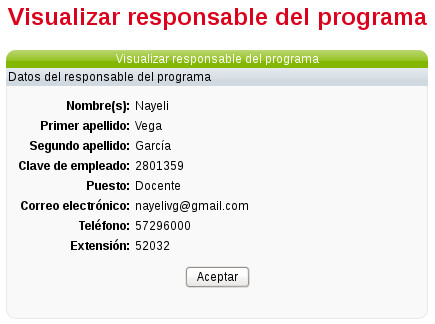 Visualizar responsable del programa
Visualizar responsable del programa
Datos del responsable del programa
Nombre(s): Nayeli
Primer apellido: Vega
Segundo apellido: García
Clave de empleado: 2801359
Puesto: Docente
Correo electrónico: nayelivg@gmail.com
Teléfono: 57296000
Extensión: 52032
Aceptar